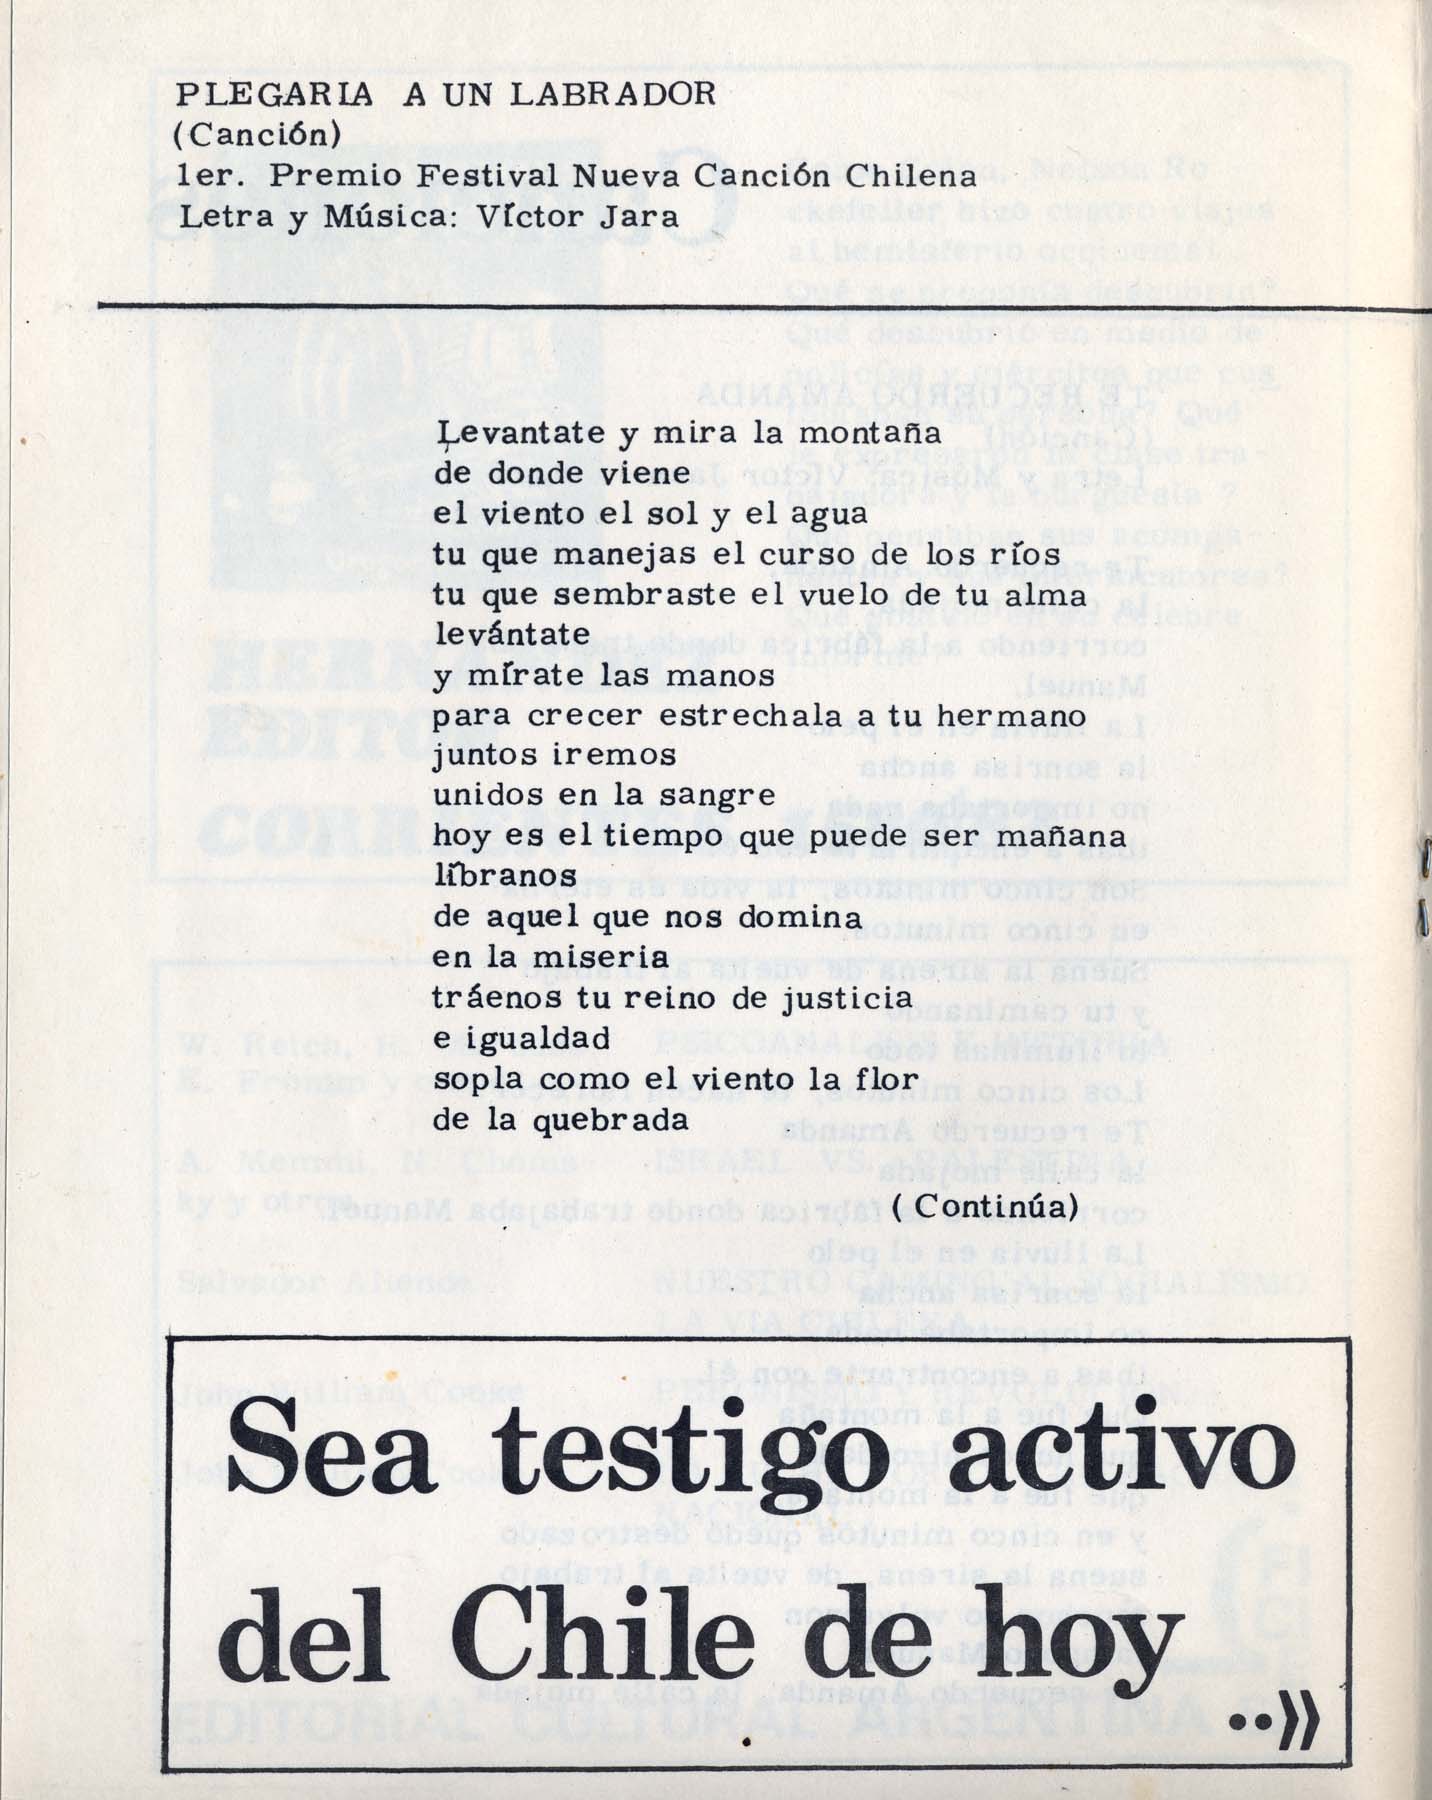 PLEGARIA A UN LABRADOR
(Canción)
1er. Premio Festival Nueva Canción Chilena
Letra y Música: Víctor Jara
Levantate y mira la montaña
de donde viene
el viento el sol y el agua
tu que manejas el curso de los ríos
tu que sembraste el vuelo de tu alma
levántate
y mírate las manos
para crecer estrechala a tu hermano
juntos iremos
unidos en la sangre
hoy es el tiempo que puede ser mañana
líbranos
de aquel que nos domina
en la miseria
tráenos tu reino de justicia
e igualdad
sopla como el viento la flor
de la quebrada
(Continúa)
Sea testigo activo
del Chile de hoy
..»